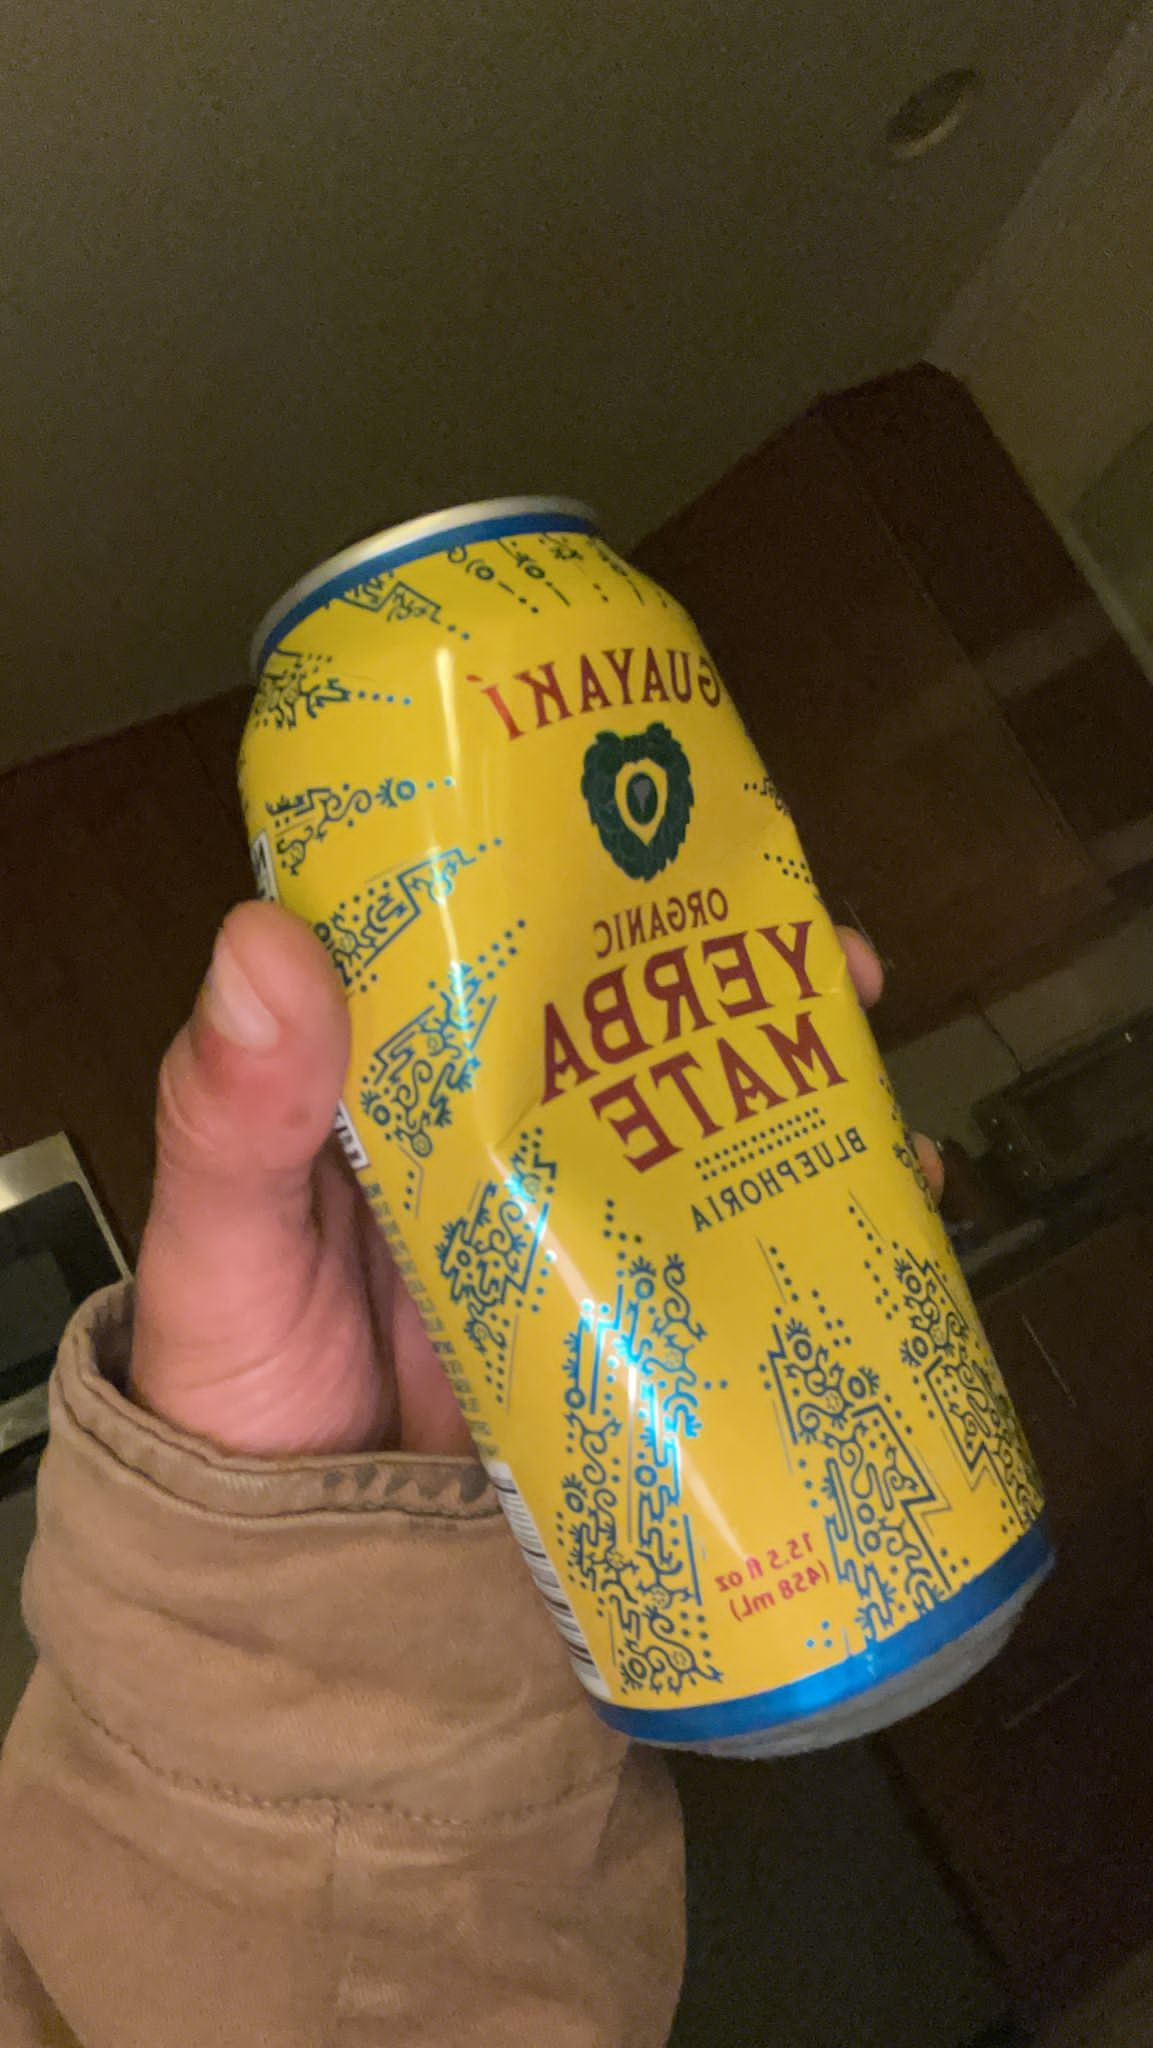 GUAYAKÍ
ORGANIC
YERBA
MATE
BLUEPHORIA
15.5 fl oz
(458 mL)